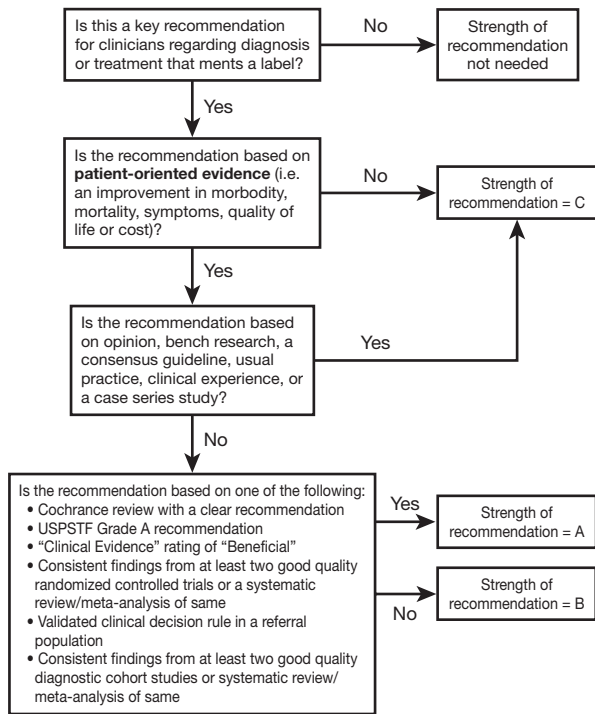 Is this a key recommendation
for clinicians regarding diagnosis
or treatment that ments a label?
No
Strength of
recommendation
not needed
Yes
Is the recommendation based on
patient-oriented evidence (i.e.
an improvement in morbodity,
mortality, symptoms, quality of
life or cost)?
No
Strength of
recommendation = C
Yes
Is the recommendation based
on opinion, bench research, a
consensus guideline, usual
practice, clinical experience, or
a case series study?
Yes
No
Is the recommendation based on one of the following:
• Cochrance review with a clear recommendation
• USPSTF Grade A recommendation
• “Clinical Evidence” rating of “Beneficial”
• Consistent findings from at least two good quality
randomized controlled trials or a systematic
review/meta-analysis of same
• Validated clinical decision rule in a referral
population
• Consistent findings from at least two good quality
diagnostic cohort studies or systematic review/
meta-analysis of same
Yes
Strength of
recommendation = A
No
Strength of
recommendation = B